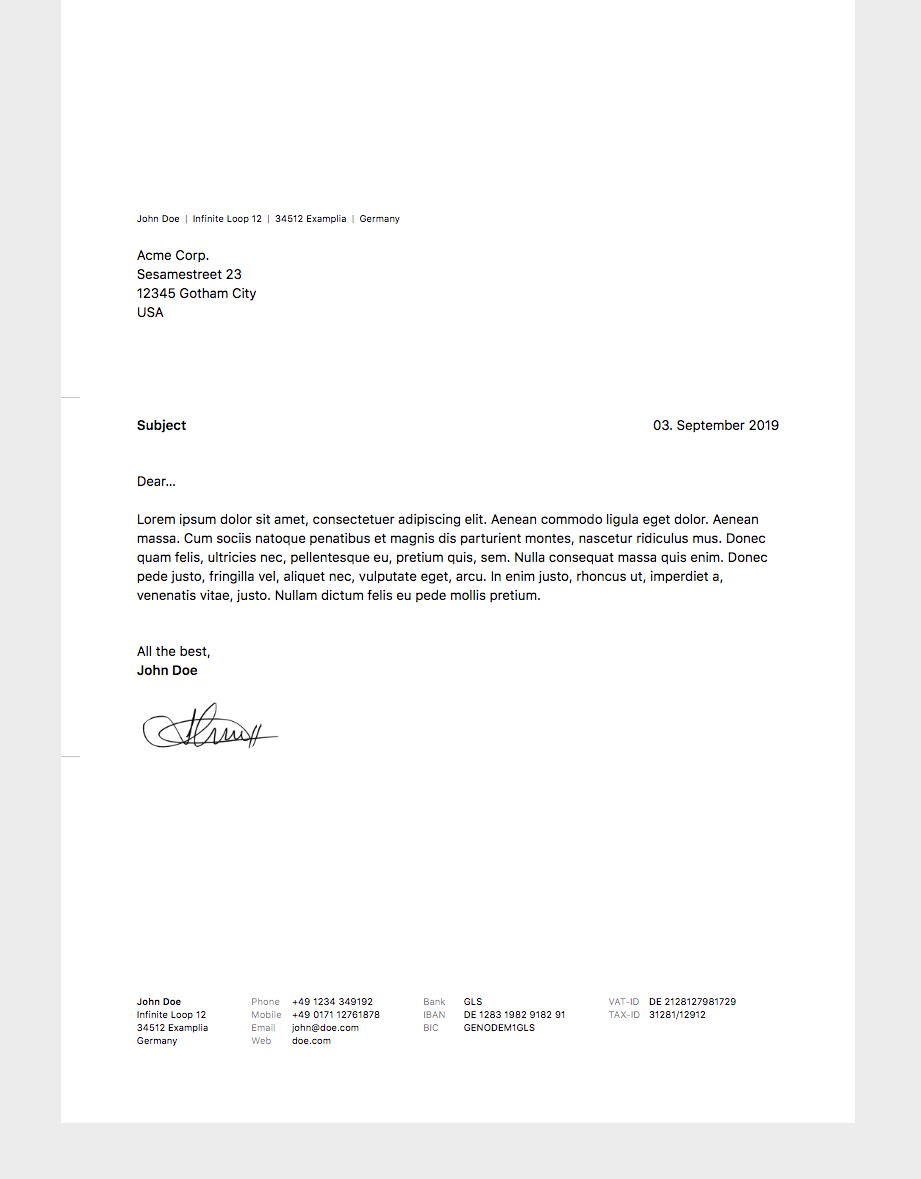 John Doe | Infinite Loop 12 | 34512 Examplia | Germany
Acme Corp.
Sesamestreet 23
12345 Gotham City
USA
Subject 03. September 2019
Dear...
Lorem ipsum dolor sit amet, consectetuer adipiscing elit. Aenean commodo ligula eget dolor. Aenean
massa. Cum sociis natoque penatibus et magnis dis parturient montes, nascetur ridiculus mus. Donec
quam felis, ultricies nec, pellentesque eu, pretium quis, sem. Nulla consequat massa quis enim. Donec
pede justo, fringilla vel, aliquet nec, vulputate eget, arcu. In enim justo, rhoncus ut, imperdiet a,
venenatis vitae, justo. Nullam dictum felis eu pede mollis pretium.
All the best,
John Doe
John Doe
Infinite Loop 12
34512 Examplia
Germany
Phone +49 1234 349192
Mobile +49 0171 12761878
Email john@doe.com
Web doe.com
Bank GLS
IBAN DE 1283 1982 9182 91
BIC GENODEM1GLS
VAT-ID DE 2128127981729
TAX-ID 31281/12912